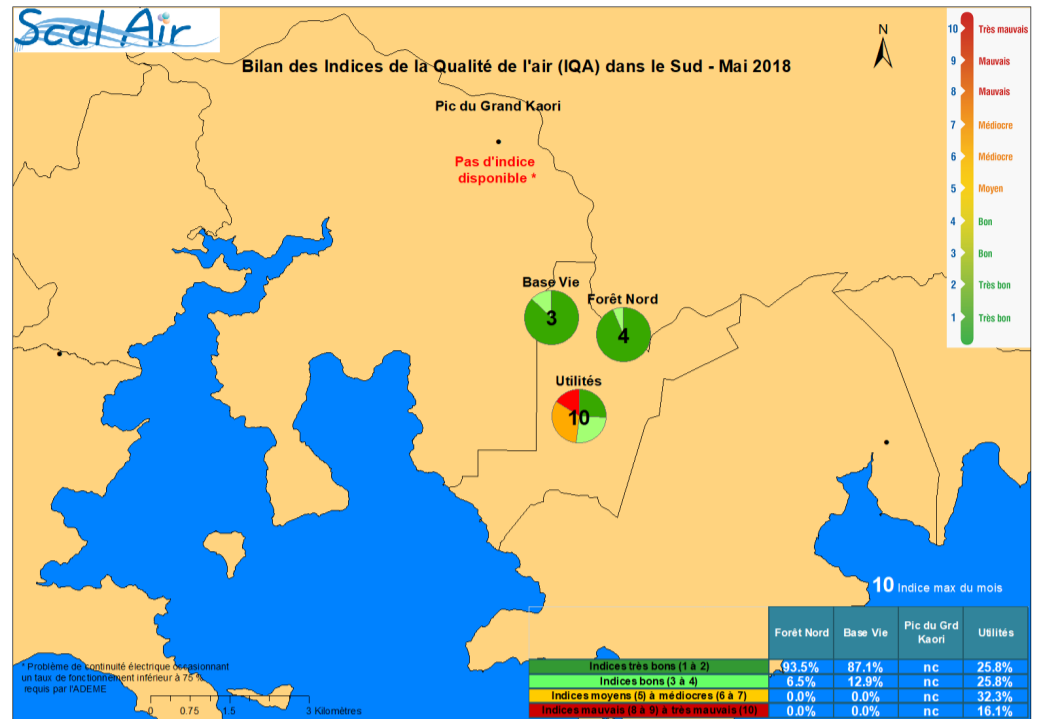 Scal Air
Bilan des Indices de la Qualité de l'air (IQA) dans le Sud - Mai 2018
N
10 Très mauvais
9 Mauvais
8 Mauvais
7 Médiocre
6 Médiocre
5 Moyen
4 Bon
3 Bon
2 Très bon
1 Très bon
Pic du Grand Kaori
Pas d'indice
disponible *
Base Vie
3
Forêt Nord
4
Utilités
10
10 Indice max du mois
Forêt Nord Base Vie Pic du Grd Kaori Utilités
Indices très bons (1 à 2) 93.5% 87.1% nc 25.8%
Indices bons (3 à 4) 6.5% 12.9% nc 25.8%
Indices moyens (5) à médiocres (6 à 7) 0.0% 0.0% nc 32.3%
Indices mauvais (8 à 9) à très mauvais (10) 0.0% 0.0% nc 16.1%
* Problème de continuité électrique occasionnant
un taux de fonctionnement inférieur à 75 %
requis par l'ADEME
0 0.75 1.5 3 Kilomètres